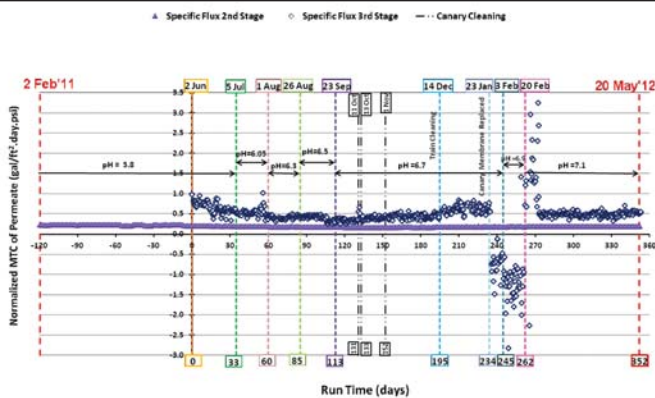 Specific Flux 2nd Stage
Specific Flux 3rd Stage
Canary Cleaning
2 Feb'11
2 Jun
5 Jul
1 Aug
26 Aug
23 Sep
11 Oct
13 Oct
1 Nov
14 Dec
23 Jan
3 Feb
20 Feb
20 May'12
Normalized MTC of Permeate (gal/ft².day.psi)
3.5
3.0
2.5
2.0
1.5
1.0
0.5
0.0
-0.5
-1.0
-1.5
-2.0
-2.5
-3.0
pH = 5.8
pH=6.05
pH=6.3
pH=6.5
pH=6.7
pH=7.1
Train Cleaning
Canary Membrane Replaced
-120
-90
-60
-30
0
30
60
90
120
150
180
210
240
270
300
330
360
0
33
60
85
113
195
234
245
262
352
Run Time (days)